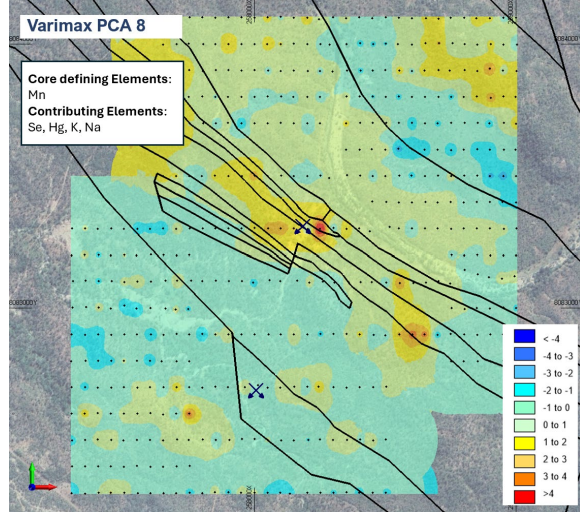 Varimax PCA 8
Core defining Elements:
Mn
Contributing Elements:
Se, Hg, K, Na
< -4
-4 to -3
-3 to -2
-2 to -1
-1 to 0
0 to 1
1 to 2
2 to 3
3 to 4
>4